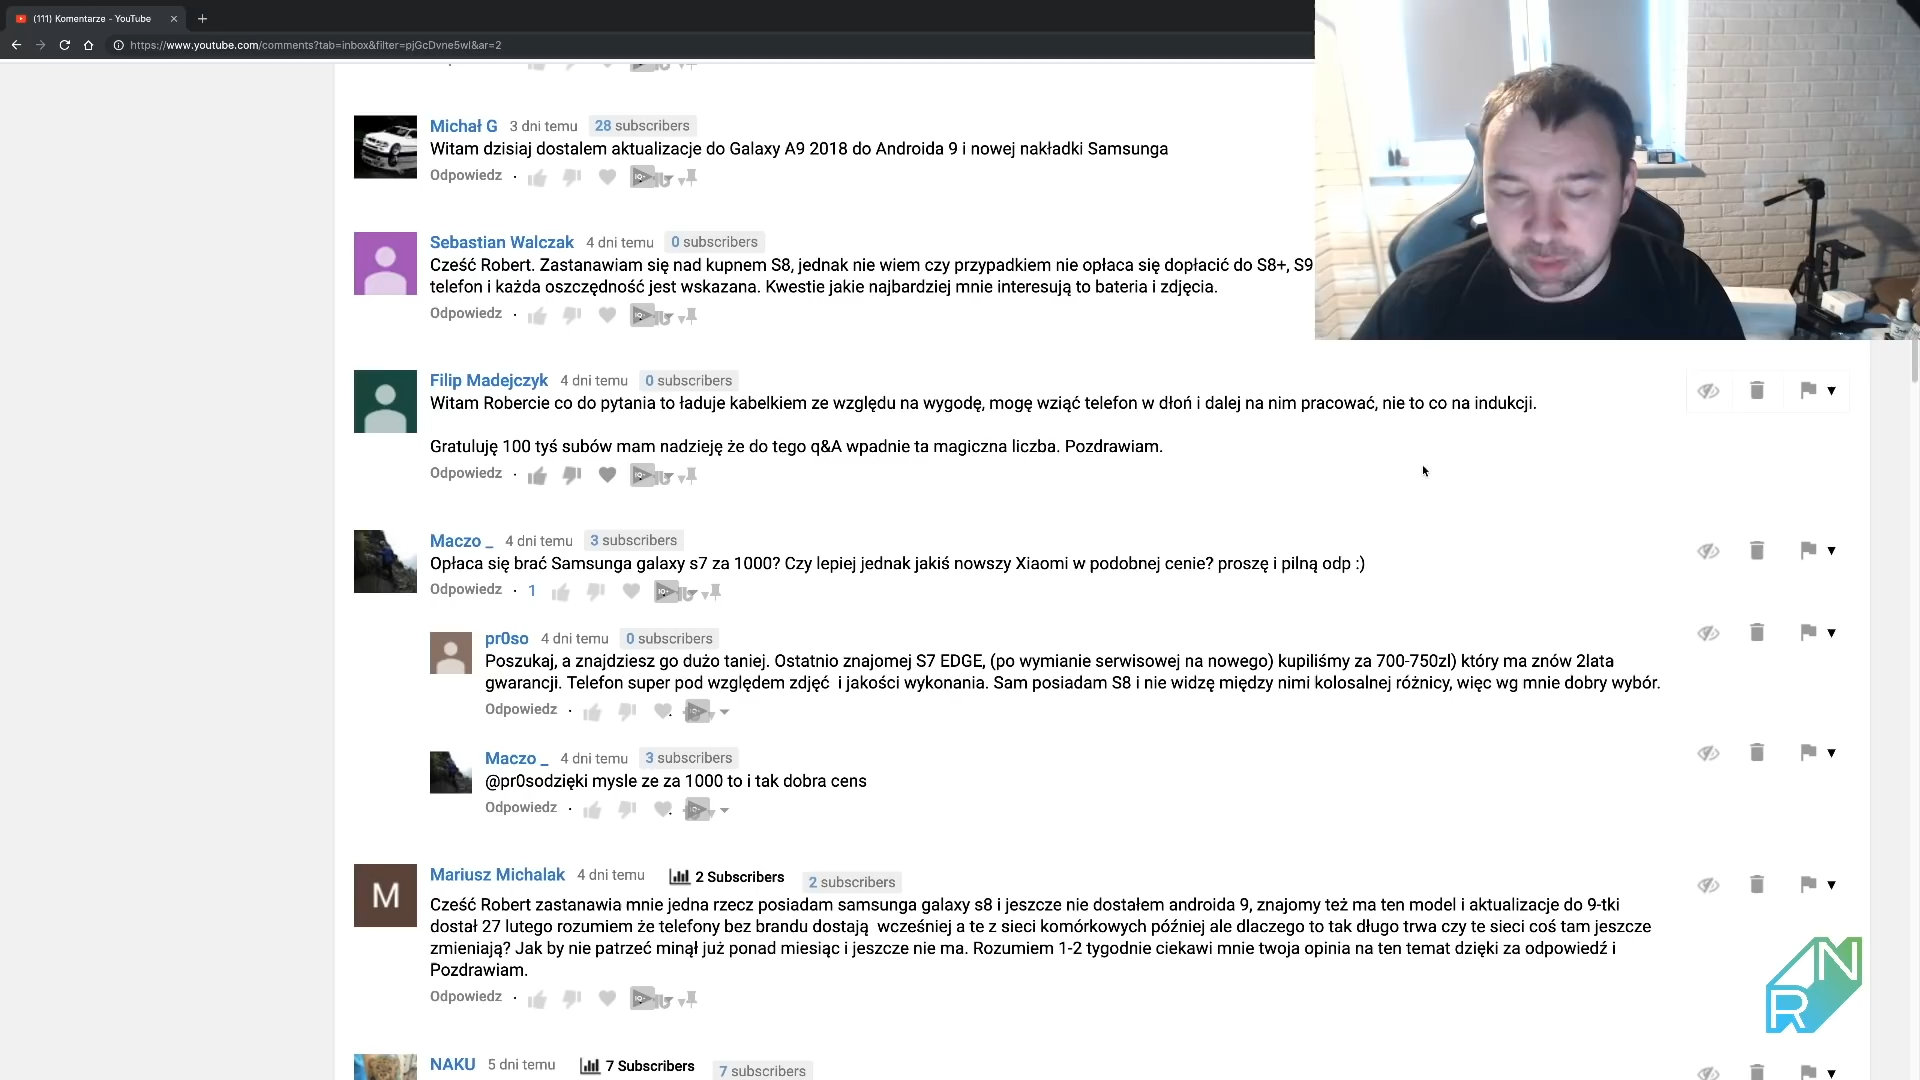 (111) Komentarze - YouTube
https://www.youtube.com/comments?tab=inbox&filter=pjGcDvne5wI&ar=2
Michał G 3 dni temu 28 subscribers
Witam dzisiaj dostalem aktualizacje do Galaxy A9 2018 do Androida 9 i nowej nakładki Samsunga
Odpowiedz
Sebastian Walczak 4 dni temu 0 subscribers
Cześć Robert. Zastanawiam się nad kupnem S8, jednak nie wiem czy przypadkiem nie opłaca się dopłacić do S8+, S9
telefon i każda oszczędność jest wskazana. Kwestie jakie najbardziej mnie interesują to bateria i zdjęcia.
Odpowiedz
Filip Madejczyk 4 dni temu 0 subscribers
Witam Robercie co do pytania to ładuje kabelkiem ze względu na wygodę, mogę wziąć telefon w dłoń i dalej na nim pracować, nie to co na indukcji.
Gratuluję 100 tyś subów mam nadzieję że do tego q&A wpadnie ta magiczna liczba. Pozdrawiam.
Odpowiedz
Maczo _ 4 dni temu 3 subscribers
Opłaca się brać Samsunga galaxy s7 za 1000? Czy lepiej jednak jakiś nowszy Xiaomi w podobnej cenie? proszę i pilną odp :)
Odpowiedz · 1
pr0so 4 dni temu 0 subscribers
Poszukaj, a znajdziesz go dużo taniej. Ostatnio znajomej S7 EDGE, (po wymianie serwisowej na nowego) kupiliśmy za 700-750zl) który ma znów 2lata
gwarancji. Telefon super pod względem zdjęć i jakości wykonania. Sam posiadam S8 i nie widzę między nimi kolosalnej różnicy, więc wg mnie dobry wybór.
Odpowiedz
Maczo _ 4 dni temu 3 subscribers
@pr0sodzięki mysle ze za 1000 to i tak dobra cens
Odpowiedz
M
Mariusz Michalak 4 dni temu 2 Subscribers 2 subscribers
Cześć Robert zastanawia mnie jedna rzecz posiadam samsunga galaxy s8 i jeszcze nie dostałem androida 9, znajomy też ma ten model i aktualizacje do 9-tki
dostał 27 lutego rozumiem że telefony bez brandu dostają wcześniej a te z sieci komórkowych później ale dlaczego to tak długo trwa czy te sieci coś tam jeszcze
zmieniają? Jak by nie patrzeć minął już ponad miesiąc i jeszcze nie ma. Rozumiem 1-2 tygodnie ciekawi mnie twoja opinia na ten temat dzięki za odpowiedź i
Pozdrawiam.
Odpowiedz
RN
NAKU 5 dni temu 7 Subscribers 7 subscribers